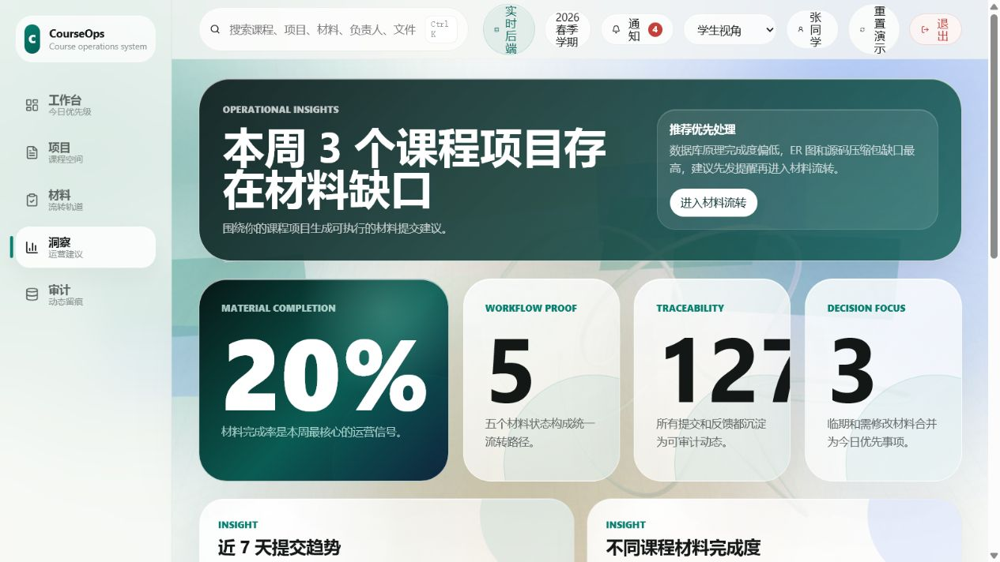 C
CourseOps
Course operations system
搜索课程、项目、材料、负责人、文件
Ctrl
K
实
时
后
端
2026
春季
学期
通
知
4
学生视角
张
同
学
重
置
演
示
退
出
工作台
今日优先级
项目
课程空间
材料
流转轨道
洞察
运营建议
审计
动态留痕
OPERATIONAL INSIGHTS
本周 3 个课程项目存
在材料缺口
围绕你的课程项目生成可执行的材料提交建议。
推荐优先处理
数据库原理完成度偏低，ER 图和源码压缩包缺口最
高，建议先发提醒再进入材料流转。
进入材料流转
MATERIAL COMPLETION
20%
材料完成率是本周最核心的运营信号。
WORKFLOW PROOF
5
五个材料状态构成统一
流转路径。
TRACEABILITY
127
所有提交和反馈都沉淀
为可审计动态。
DECISION FOCUS
3
临期和需修改材料合并
为今日优先事项。
INSIGHT
近 7 天提交趋势
INSIGHT
不同课程材料完成度